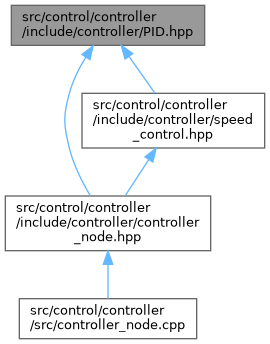 src/control/controller
/include/controller/PID.hpp
src/control/controller
/include/controller/speed
_control.hpp
src/control/controller
/include/controller/controller
_node.hpp
src/control/controller
/src/controller_node.cpp